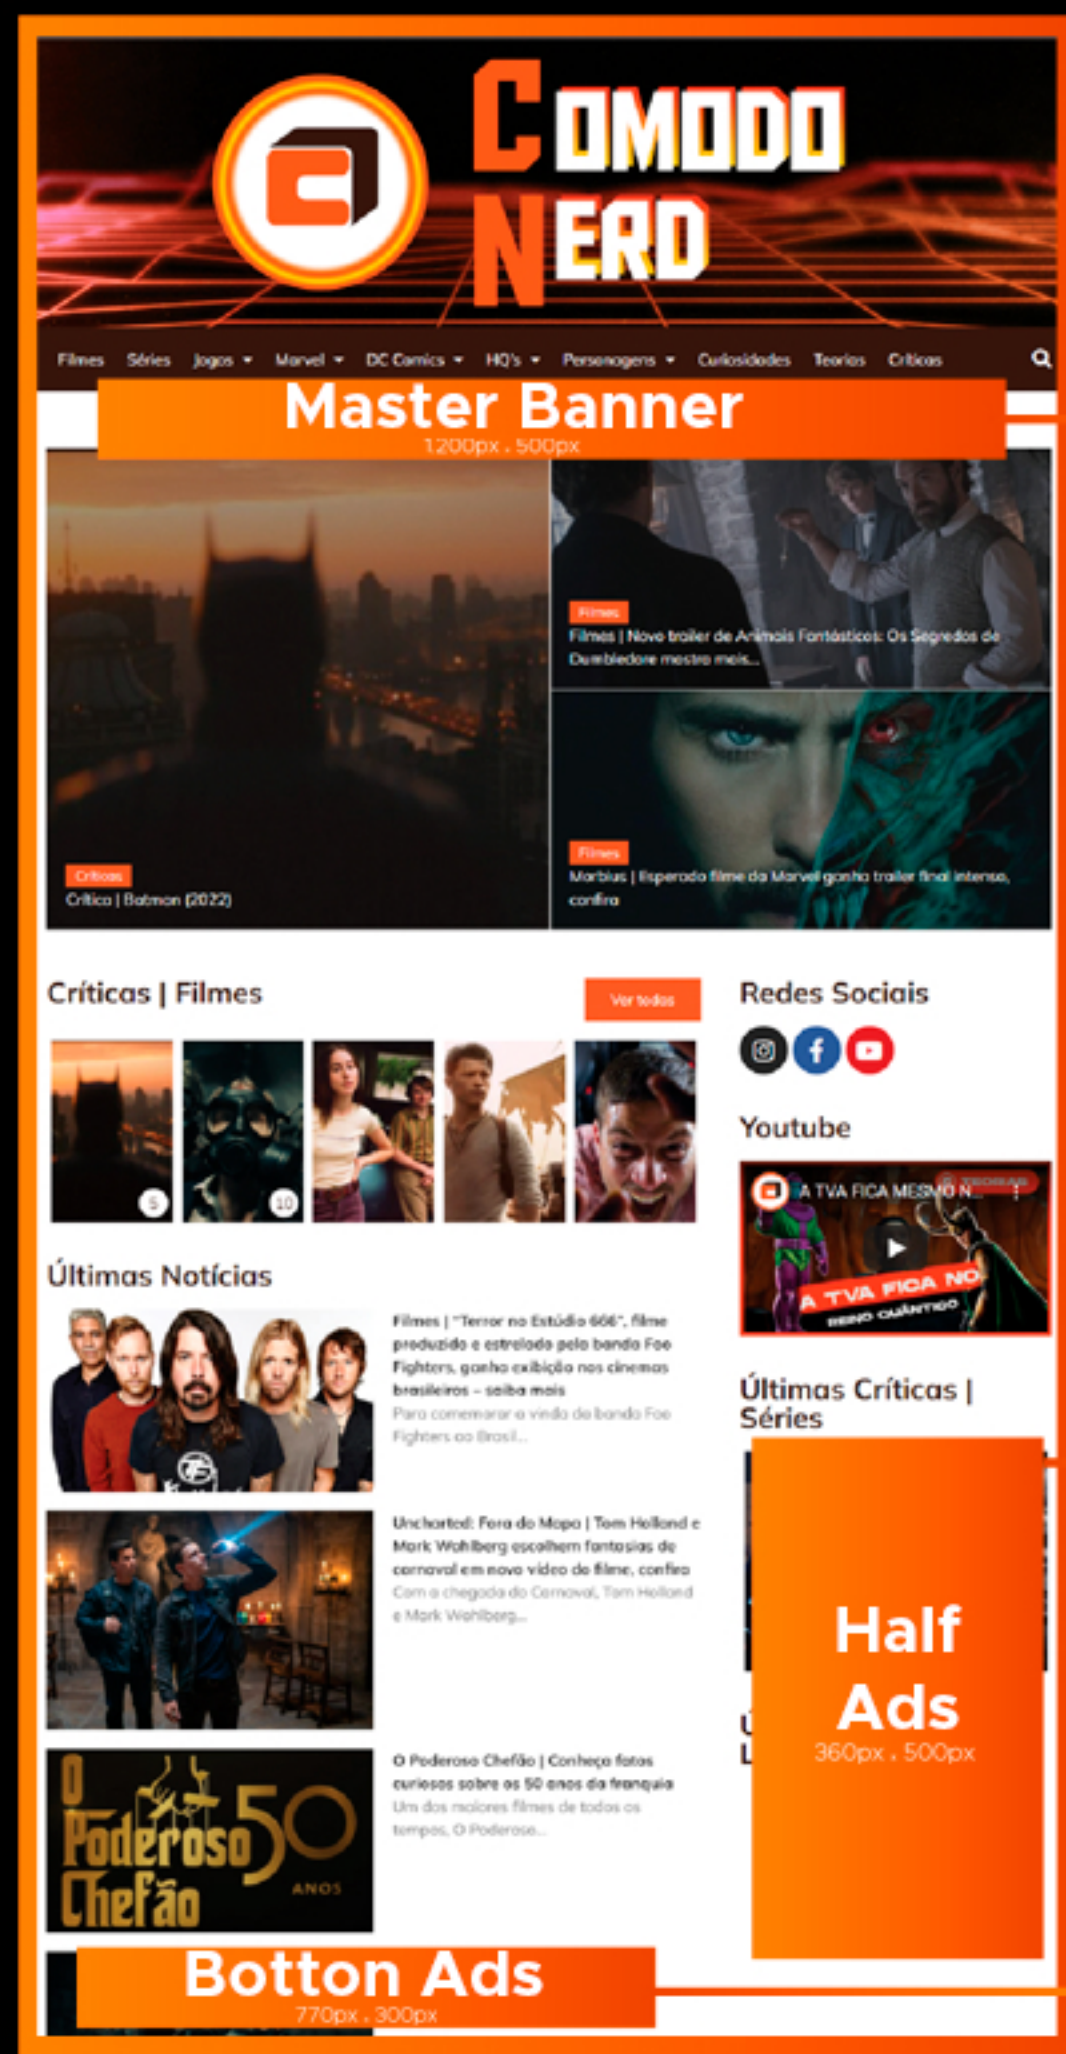 COMODO
NERD
Filmes Séries Jogos Marvel DC Comics HQ's Personagens Curiosidades Teorias Críticas
Master Banner
1200px . 500px
Filmes
Filmes | Novo trailer de Animais Fantásticos: Os Segredos de
Dumbledore mostra mais...
Filmes
Morbius | Esperado filme da Marvel ganha trailer final intenso,
confira
Críticas
Crítica | Batman (2022)
Críticas | Filmes
Ver todas
5
10
Redes Sociais
Youtube
A TVA FICA MESMO N...
TEORIAS
A TVA FICA NO
REINO QUÂNTICO
Últimas Notícias
Filmes | "Terror no Estúdio 666", filme
produzido e estrelado pela banda Foo
Fighters, ganha exibição nos cinemas
brasileiros – saiba mais
Para comemorar a vinda da banda Foo
Fighters ao Brasil...
Uncharted: Fora do Mapa | Tom Holland e
Mark Wahlberg escolhem fantasias de
carnaval em novo vídeo do filme, confira
Com a chegada do Carnaval, Tom Holland
e Mark Wahlberg...
O Poderoso Chefão | Conheça fatos
curiosos sobre os 50 anos da franquia
Um dos maiores filmes de todos os
tempos, O Poderoso...
O
Poderoso 50
Chefão
ANOS
Últimas Críticas |
Séries
Half
Ads
360px . 500px
Ú
L
Botton Ads
770px . 300px